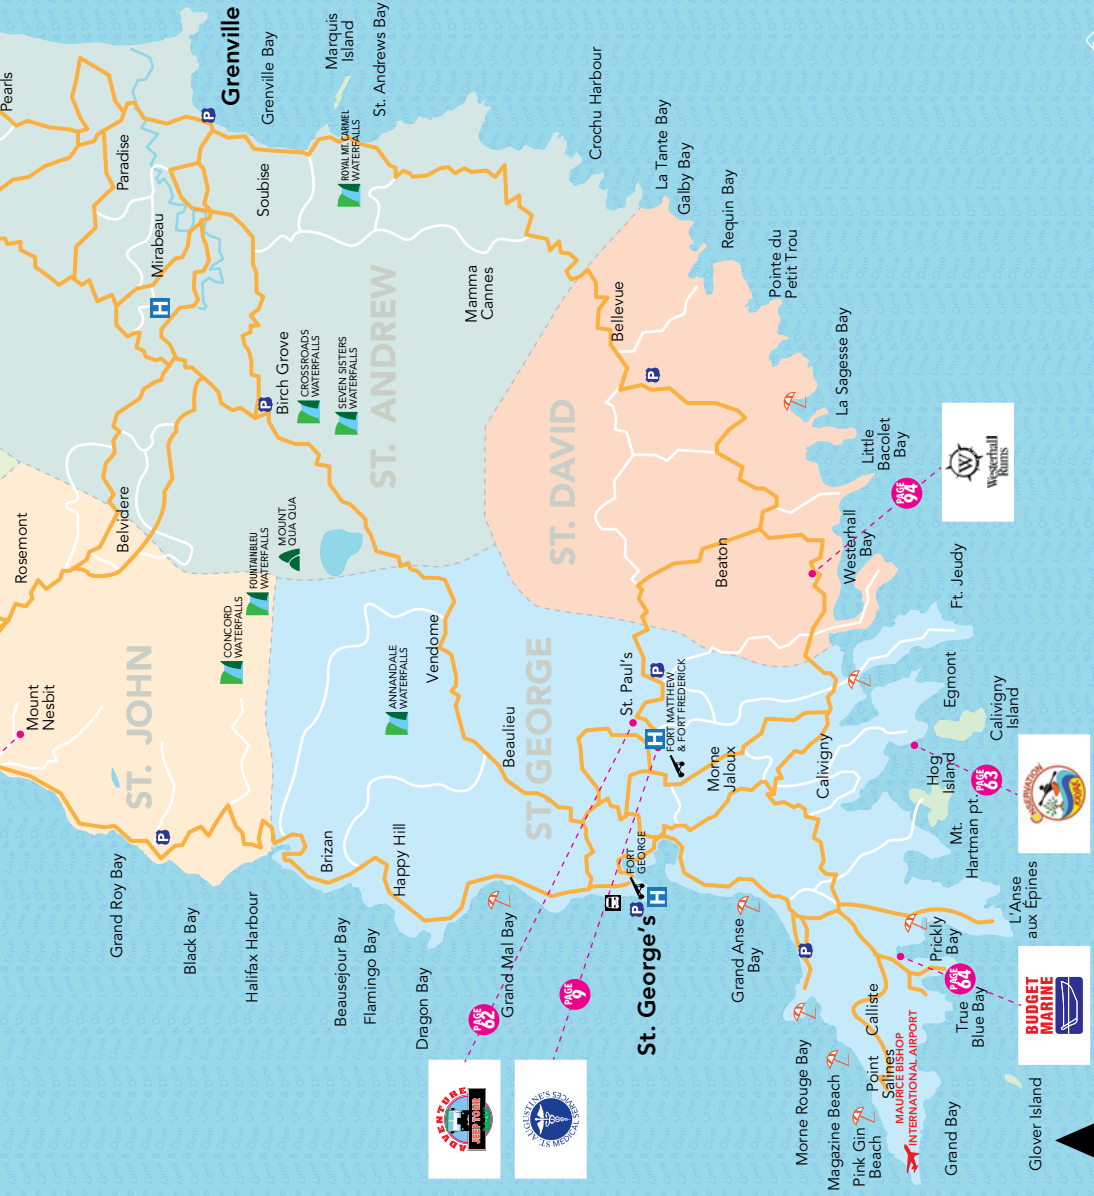 Pearls
Grenville
Grenville Bay
Marquis
Island
St. Andrews Bay
Paradise
Soubise
ROYAL MT. CARMEL
WATERFALLS
Mirabeau
H
P
Crochu Harbour
La Tante Bay
Galby Bay
Requin Bay
Pointe du
Petit Trou
Mamma
Cannes
ST. ANDREW
Birch Grove
P
CROSSROADS
WATERFALLS
SEVEN SISTERS
WATERFALLS
Bellevue
P
La Sagesse Bay
Little
Bacolet
Bay
ST. DAVID
PAGE
94
W
Westerhall
Rums
Rosemont
Belvidere
FOUNTAINBLEU
WATERFALLS
MOUNT
QUA QUA
CONCORD
WATERFALLS
Beaton
Westerhall
Bay
Ft. Jeudy
Mount
Nesbit
ST. JOHN
ANNANDALE
WATERFALLS
Vendome
ST GEORGE
St. Paul's
P
H
FORT MATTHEW
& FORT FREDERICK
Egmont
Calivigny
Island
Beaulieu
Morne
Jaloux
Calivigny
Hog
Island
PAGE
63
CONSERVATION
KAYAK
Mt.
Hartman pt.
P
Brizan
Happy Hill
FORT
GEORGE
Grand Roy Bay
Black Bay
Halifax Harbour
Beausejour Bay
Flamingo Bay
Dragon Bay
Grand Mal Bay
P
H
St. George's
Grand Anse
Bay
P
L'Anse
aux Epines
Prickly
Bay
PAGE
62
PAGE
9
PAGE
64
True
Blue Bay
Calliste
Point
Salines
MAURICE BISHOP
INTERNATIONAL AIRPORT
Morne Rouge Bay
Magazine Beach
Pink Gin
Beach
Grand Bay
Glover Island
BUDGET
MARINE
ADVENTURE
JEEP TOUR
ST. AUGUSTINE'S
MEDICAL SERVICES